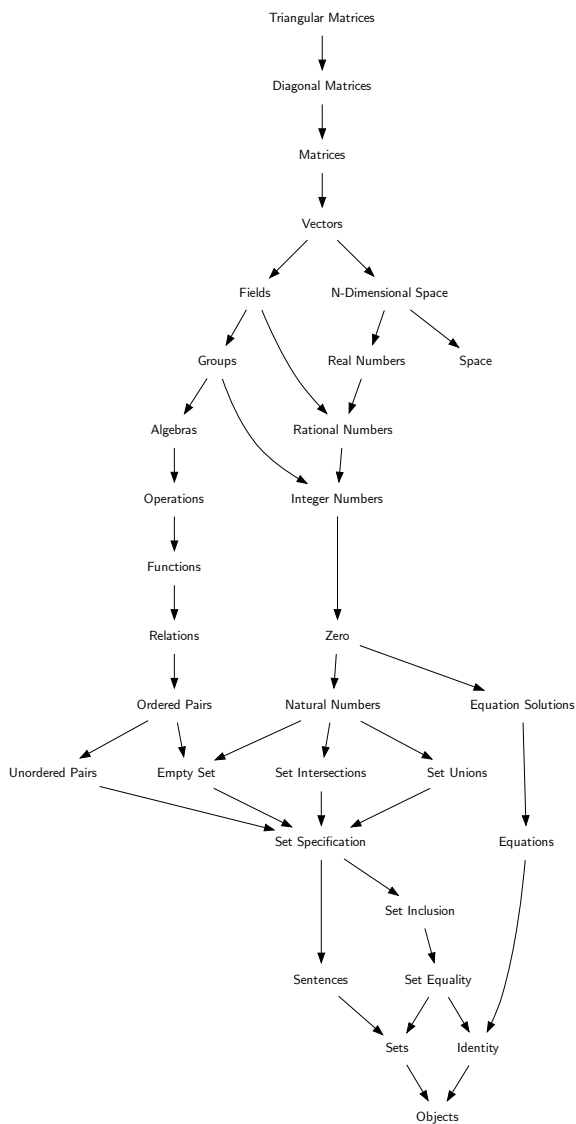 Triangular Matrices
Diagonal Matrices
Matrices
Vectors
Fields
N-Dimensional Space
Groups
Real Numbers
Space
Algebras
Rational Numbers
Operations
Integer Numbers
Functions
Relations
Zero
Ordered Pairs
Natural Numbers
Equation Solutions
Unordered Pairs
Empty Set
Set Intersections
Set Unions
Set Specification
Equations
Set Inclusion
Sentences
Set Equality
Sets
Identity
Objects